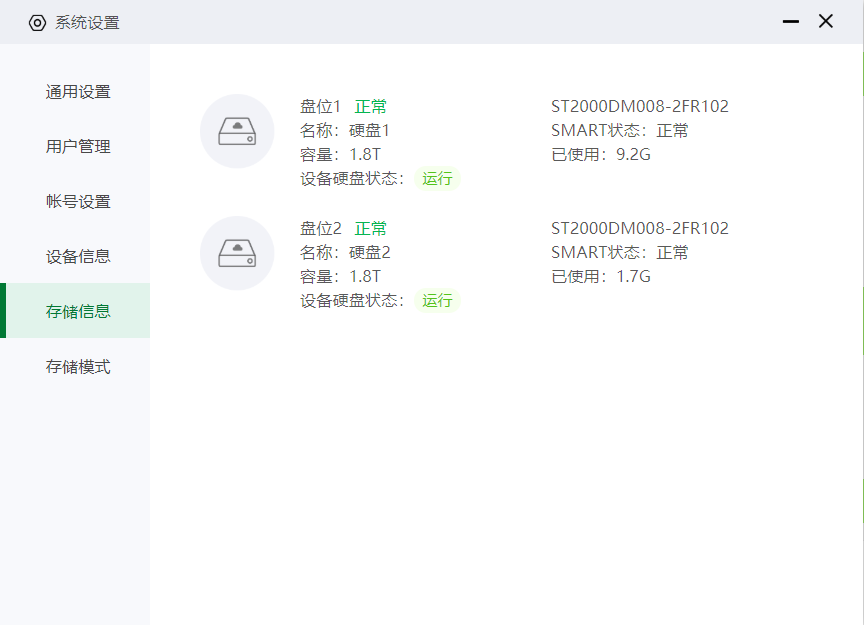 系统设置
通用设置
用户管理
帐号设置
设备信息
存储信息
存储模式
盘位1 正常
名称：硬盘1
容量：1.8T
设备硬盘状态： 运行
ST2000DM008-2FR102
SMART状态：正常
已使用：9.2G
盘位2 正常
名称：硬盘2
容量：1.8T
设备硬盘状态： 运行
ST2000DM008-2FR102
SMART状态：正常
已使用：1.7G